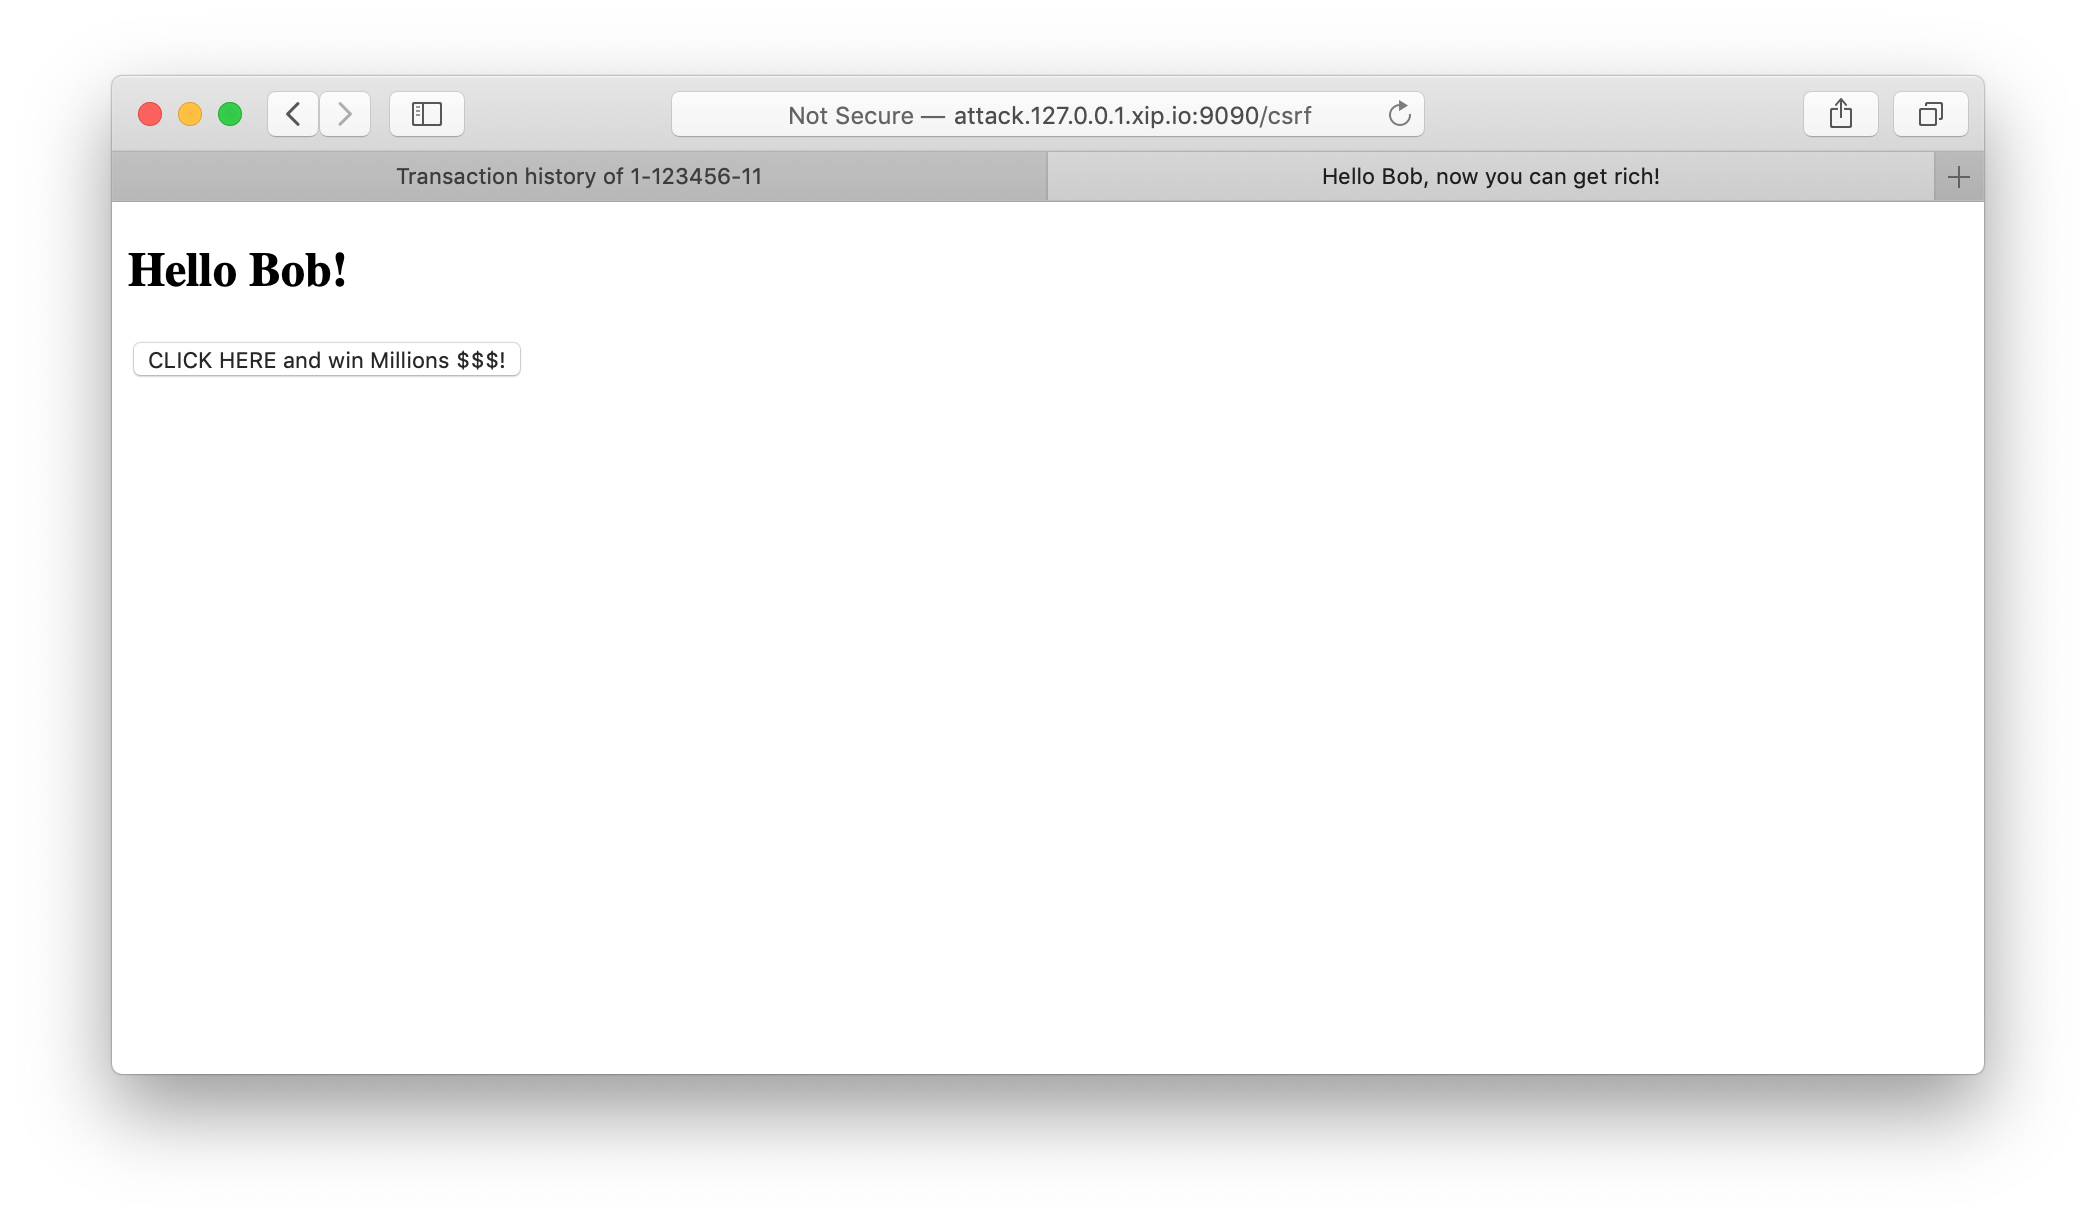 Not Secure — attack.127.0.0.1.xip.io:9090/csrf
Transaction history of 1-123456-11
Hello Bob, now you can get rich!
Hello Bob!
CLICK HERE and win Millions $$$!